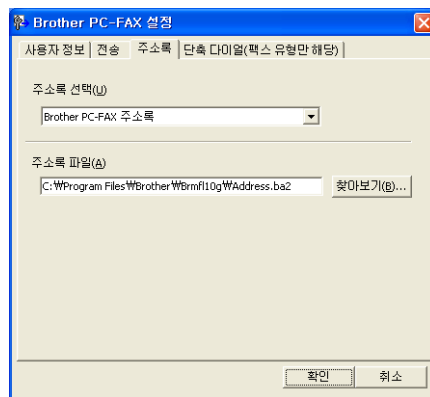 Brother PC-FAX 설정
사용자 정보 전송 주소록 단축 다이얼(팩스 유형만 해당)
주소록 선택(U)
Brother PC-FAX 주소록
주소록 파일(A)
C:₩Program Files₩Brother₩Brmfl10g₩Address.ba2 찾아보기(B)...
확인 취소